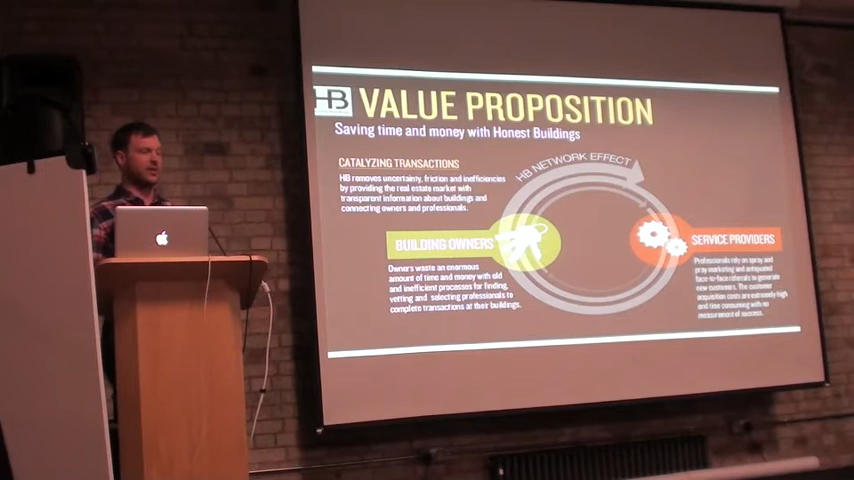 HB VALUE PROPOSITION
Saving time and money with Honest Buildings
CATALYZING TRANSACTIONS
HB removes uncertainty, friction and inefficiencies
by providing the real estate market with
transparent information about buildings and
connecting owners and professionals.
HB NETWORK EFFECT
BUILDING OWNERS
Owners waste an enormous
amount of time and money with old
and inefficient processes for finding,
vetting and selecting professionals to
complete transactions at their buildings.
SERVICE PROVIDERS
Professionals rely on spray and
pray marketing and antiquated
face-to-face referrals to generate
new customers. The customer
acquisition costs are extremely high
and time consuming with no
measurement of success.